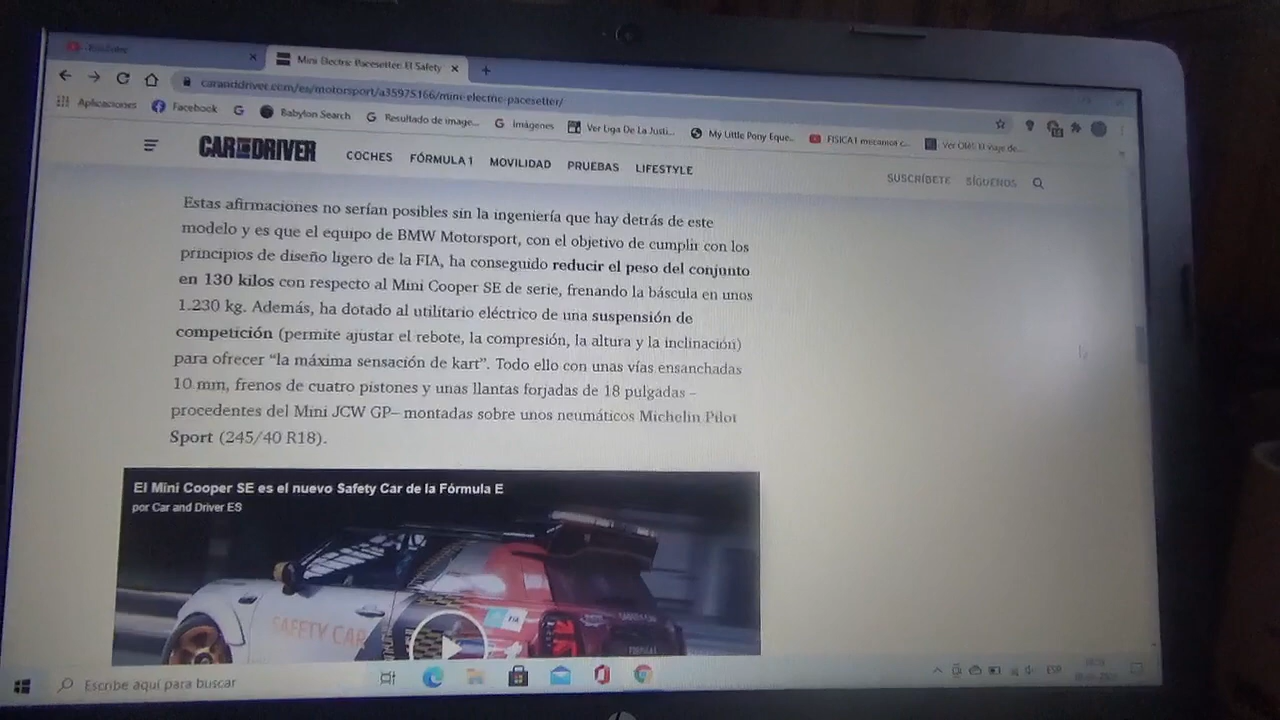 Mini Electric Pacesetter: El Safety
caranddriver.com/es/motorsport/a35975166/mini-electric-pacesetter/
Aplicaciones Facebook Babylon Search Resultado de image... Imágenes Ver Liga De La Justi... My Little Pony Eque... FISICA I mecanica c... Ver Olé! El viaje de...
CAR AND DRIVER COCHES FÓRMULA 1 MOVILIDAD PRUEBAS LIFESTYLE SUSCRÍBETE SÍGUENOS
Estas afirmaciones no serían posibles sin la ingeniería que hay detrás de este
modelo y es que el equipo de BMW Motorsport, con el objetivo de cumplir con los
principios de diseño ligero de la FIA, ha conseguido reducir el peso del conjunto
en 130 kilos con respecto al Mini Cooper SE de serie, frenando la báscula en unos
1.230 kg. Además, ha dotado al utilitario eléctrico de una suspensión de
competición (permite ajustar el rebote, la compresión, la altura y la inclinación)
para ofrecer “la máxima sensación de kart”. Todo ello con unas vías ensanchadas
10 mm, frenos de cuatro pistones y unas llantas forjadas de 18 pulgadas –
procedentes del Mini JCW GP– montadas sobre unos neumáticos Michelin Pilot
Sport (245/40 R18).
El Mini Cooper SE es el nuevo Safety Car de la Fórmula E
por Car and Driver ES
SAFETY CAR
FIA
Escribe aquí para buscar
ESP